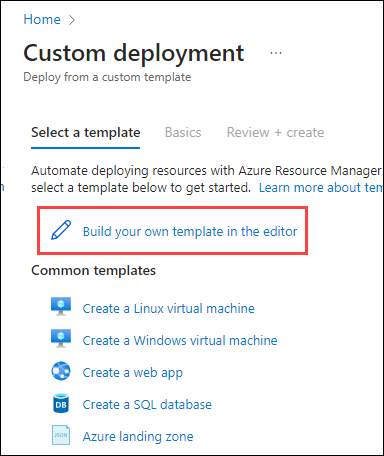 Home >
Custom deployment ...
Deploy from a custom template
Select a template Basics Review + create
Automate deploying resources with Azure Resource Manager
select a template below to get started. Learn more about tem
Build your own template in the editor
Common templates
Create a Linux virtual machine
Create a Windows virtual machine
Create a web app
DB Create a SQL database
JSON Azure landing zone